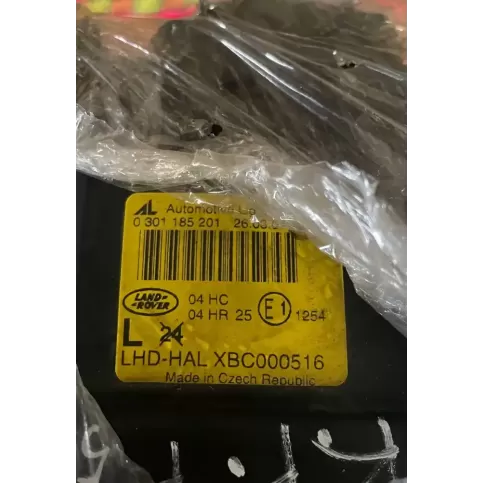 AL Automotive
0 301 185 201
LAND-
ROVER
04 HC
04 HR 25 E1 1254
L 24
LHD-HAL XBC000516
Made in Czech Republic